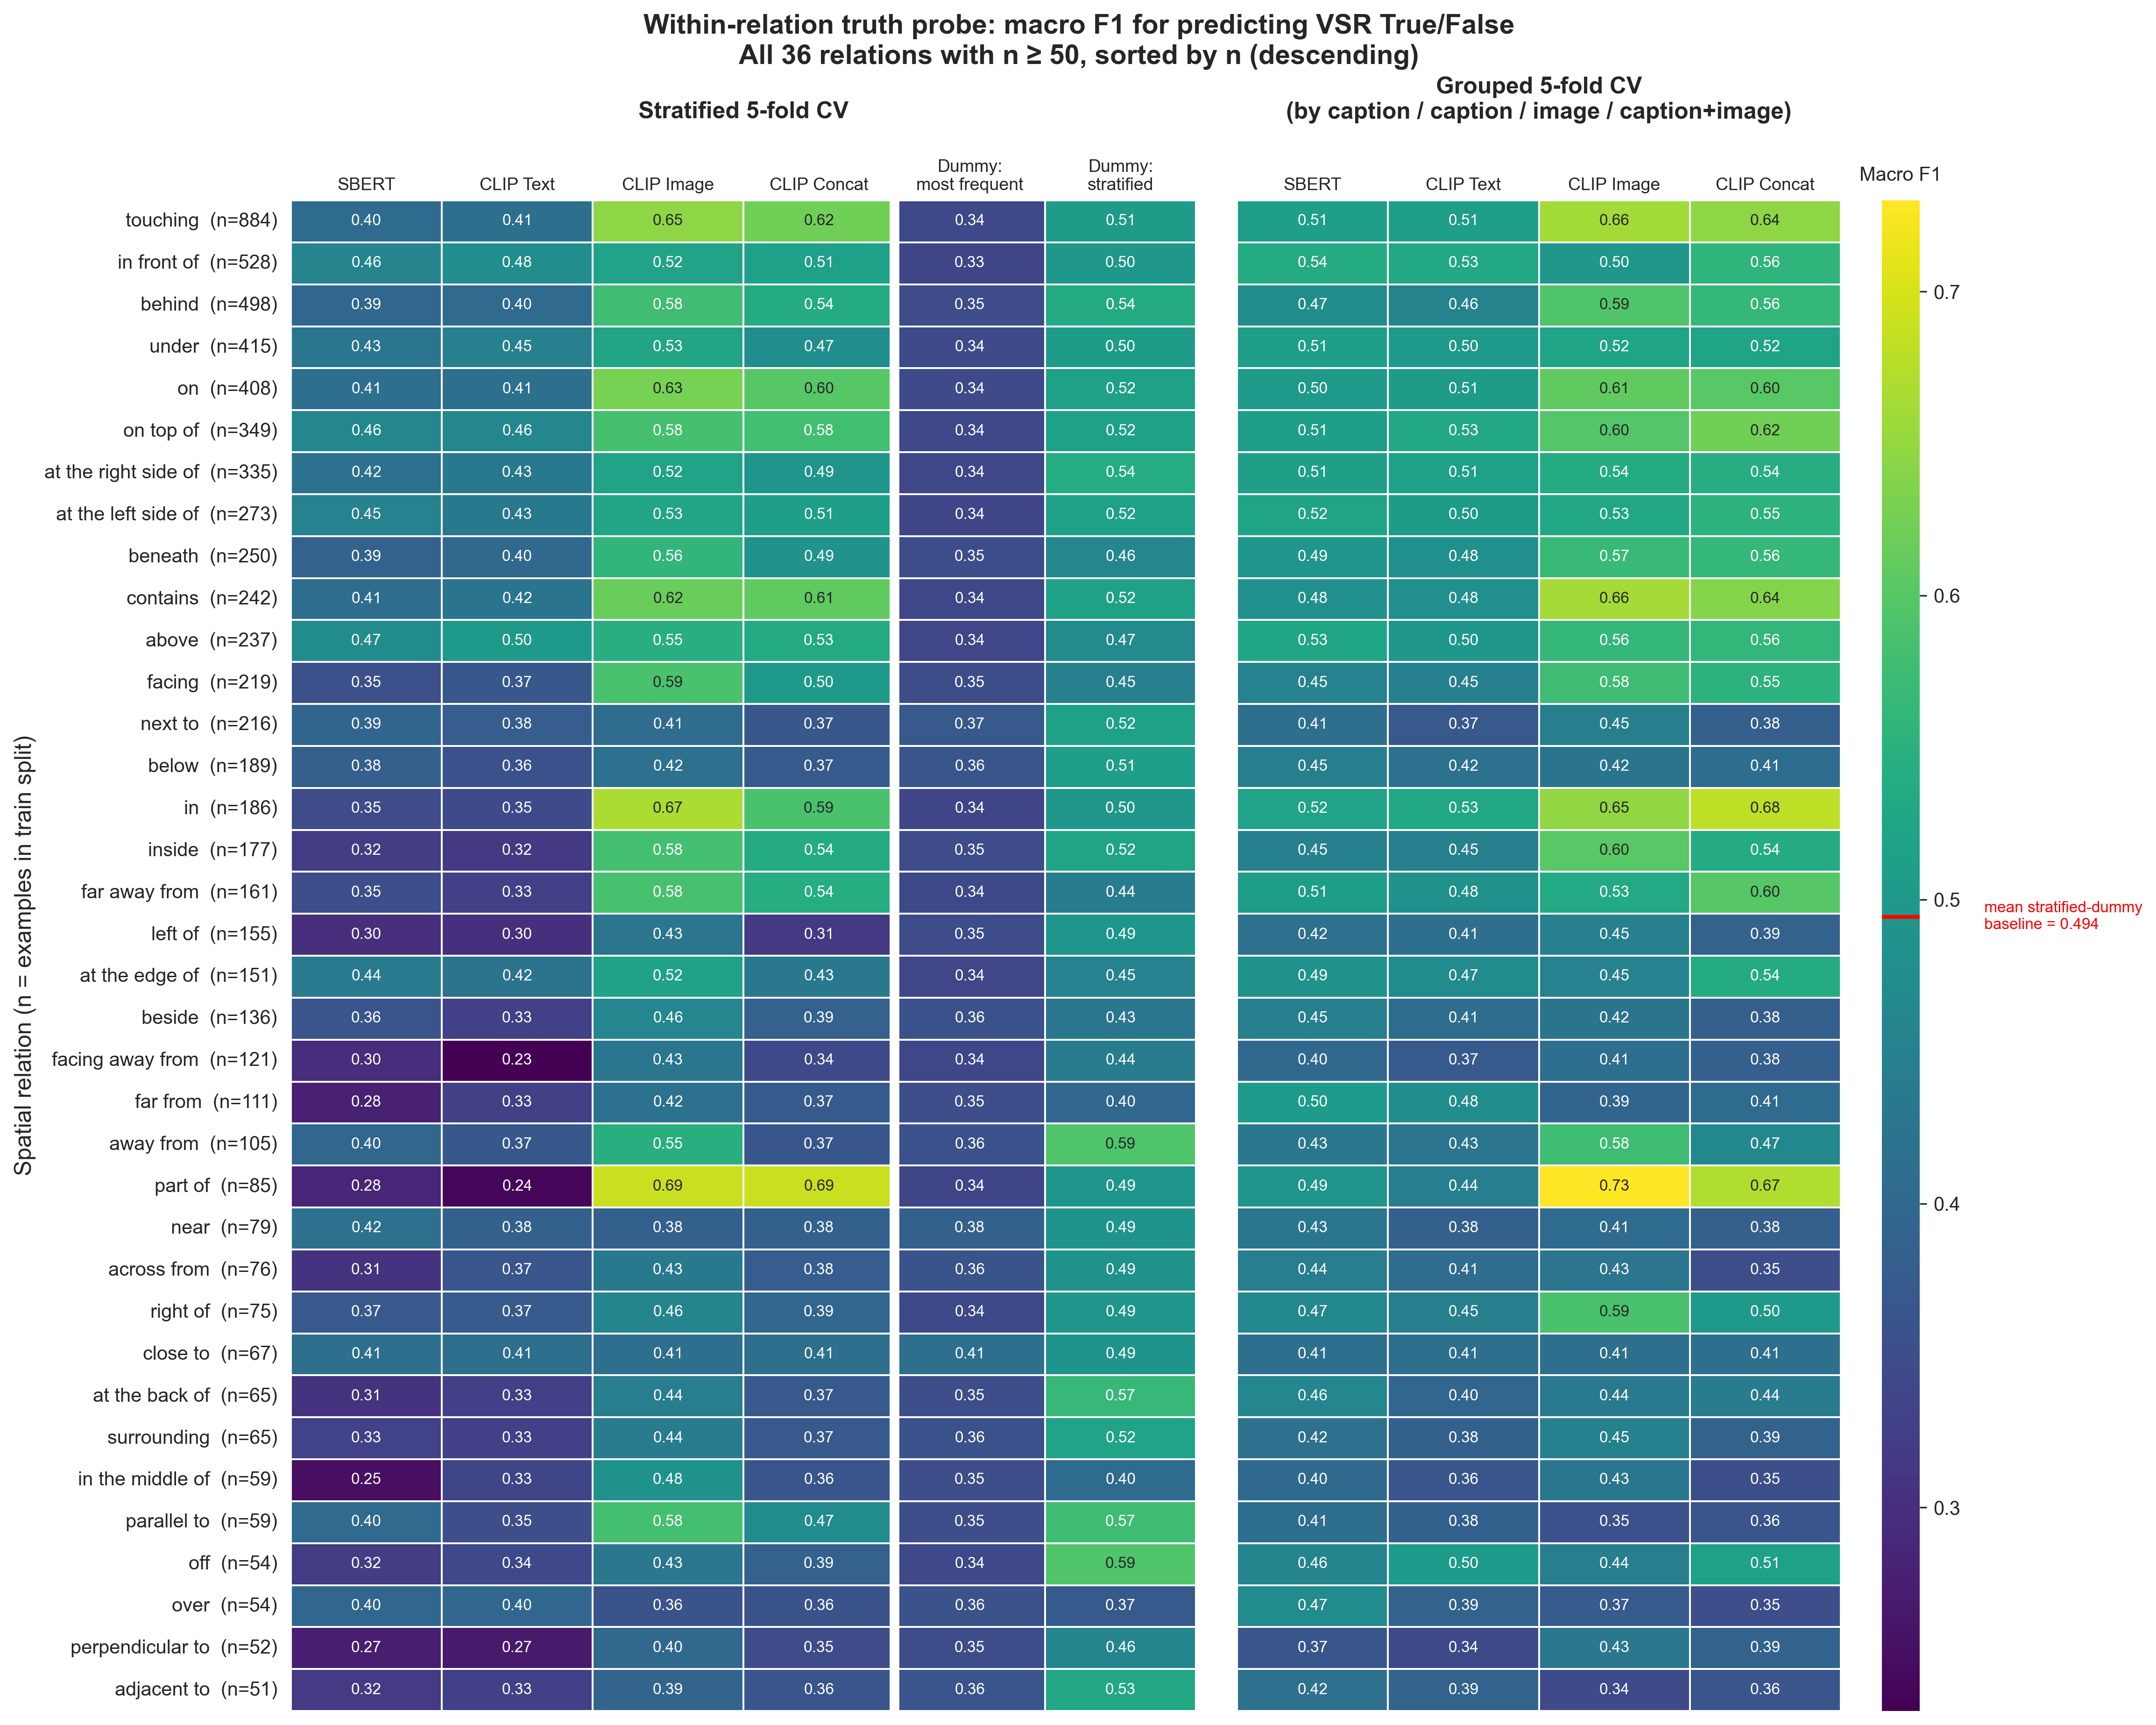 Within-relation truth probe: macro F1 for predicting VSR True/False
All 36 relations with n ≥ 50, sorted by n (descending)
Stratified 5-fold CV
Grouped 5-fold CV
(by caption / caption / image / caption+image)
SBERT CLIP Text CLIP Image CLIP Concat Dummy: most frequent Dummy: stratified SBERT CLIP Text CLIP Image CLIP Concat Macro F1
touching (n=884) 0.40 0.41 0.65 0.62 0.34 0.51 0.51 0.51 0.66 0.64
in front of (n=528) 0.46 0.48 0.52 0.51 0.33 0.50 0.54 0.53 0.50 0.56
behind (n=498) 0.39 0.40 0.58 0.54 0.35 0.54 0.47 0.46 0.59 0.56
under (n=415) 0.43 0.45 0.53 0.47 0.34 0.50 0.51 0.50 0.52 0.52
on (n=408) 0.41 0.41 0.63 0.60 0.34 0.52 0.50 0.51 0.61 0.60
on top of (n=349) 0.46 0.46 0.58 0.58 0.34 0.52 0.51 0.53 0.60 0.62
at the right side of (n=335) 0.42 0.43 0.52 0.49 0.34 0.54 0.51 0.51 0.54 0.54
at the left side of (n=273) 0.45 0.43 0.53 0.51 0.34 0.52 0.52 0.50 0.53 0.55
beneath (n=250) 0.39 0.40 0.56 0.49 0.35 0.46 0.49 0.48 0.57 0.56
contains (n=242) 0.41 0.42 0.62 0.61 0.34 0.52 0.48 0.48 0.66 0.64
above (n=237) 0.47 0.50 0.55 0.53 0.34 0.47 0.53 0.50 0.56 0.56
facing (n=219) 0.35 0.37 0.59 0.50 0.35 0.45 0.45 0.45 0.58 0.55
next to (n=216) 0.39 0.38 0.41 0.37 0.37 0.52 0.41 0.37 0.45 0.38
below (n=189) 0.38 0.36 0.42 0.37 0.36 0.51 0.45 0.42 0.42 0.41
in (n=186) 0.35 0.35 0.67 0.59 0.34 0.50 0.52 0.53 0.65 0.68
inside (n=177) 0.32 0.32 0.58 0.54 0.35 0.52 0.45 0.45 0.60 0.54
far away from (n=161) 0.35 0.33 0.58 0.54 0.34 0.44 0.51 0.48 0.53 0.60
left of (n=155) 0.30 0.30 0.43 0.31 0.35 0.49 0.42 0.41 0.45 0.39
at the edge of (n=151) 0.44 0.42 0.52 0.43 0.34 0.45 0.49 0.47 0.45 0.54
beside (n=136) 0.36 0.33 0.46 0.39 0.36 0.43 0.45 0.41 0.42 0.38
facing away from (n=121) 0.30 0.23 0.43 0.34 0.34 0.44 0.40 0.37 0.41 0.38
far from (n=111) 0.28 0.33 0.42 0.37 0.35 0.40 0.50 0.48 0.39 0.41
away from (n=105) 0.40 0.37 0.55 0.37 0.36 0.59 0.43 0.43 0.58 0.47
part of (n=85) 0.28 0.24 0.69 0.69 0.34 0.49 0.49 0.44 0.73 0.67
near (n=79) 0.42 0.38 0.38 0.38 0.38 0.49 0.43 0.38 0.41 0.38
across from (n=76) 0.31 0.37 0.43 0.38 0.36 0.49 0.44 0.41 0.43 0.35
right of (n=75) 0.37 0.37 0.46 0.39 0.34 0.49 0.47 0.45 0.59 0.50
close to (n=67) 0.41 0.41 0.41 0.41 0.41 0.49 0.41 0.41 0.41 0.41
at the back of (n=65) 0.31 0.33 0.44 0.37 0.35 0.57 0.46 0.40 0.44 0.44
surrounding (n=65) 0.33 0.33 0.44 0.37 0.36 0.52 0.42 0.38 0.45 0.39
in the middle of (n=59) 0.25 0.33 0.48 0.36 0.35 0.40 0.40 0.36 0.43 0.35
parallel to (n=59) 0.40 0.35 0.58 0.47 0.35 0.57 0.41 0.38 0.35 0.36
off (n=54) 0.32 0.34 0.43 0.39 0.34 0.59 0.46 0.50 0.44 0.51
over (n=54) 0.40 0.40 0.36 0.36 0.36 0.37 0.47 0.39 0.37 0.35
perpendicular to (n=52) 0.27 0.27 0.40 0.35 0.35 0.46 0.37 0.34 0.43 0.39
adjacent to (n=51) 0.32 0.33 0.39 0.36 0.36 0.53 0.42 0.39 0.34 0.36
Spatial relation (n = examples in train split)
0.7
0.6
0.5
0.4
0.3
mean stratified-dummy
baseline = 0.494